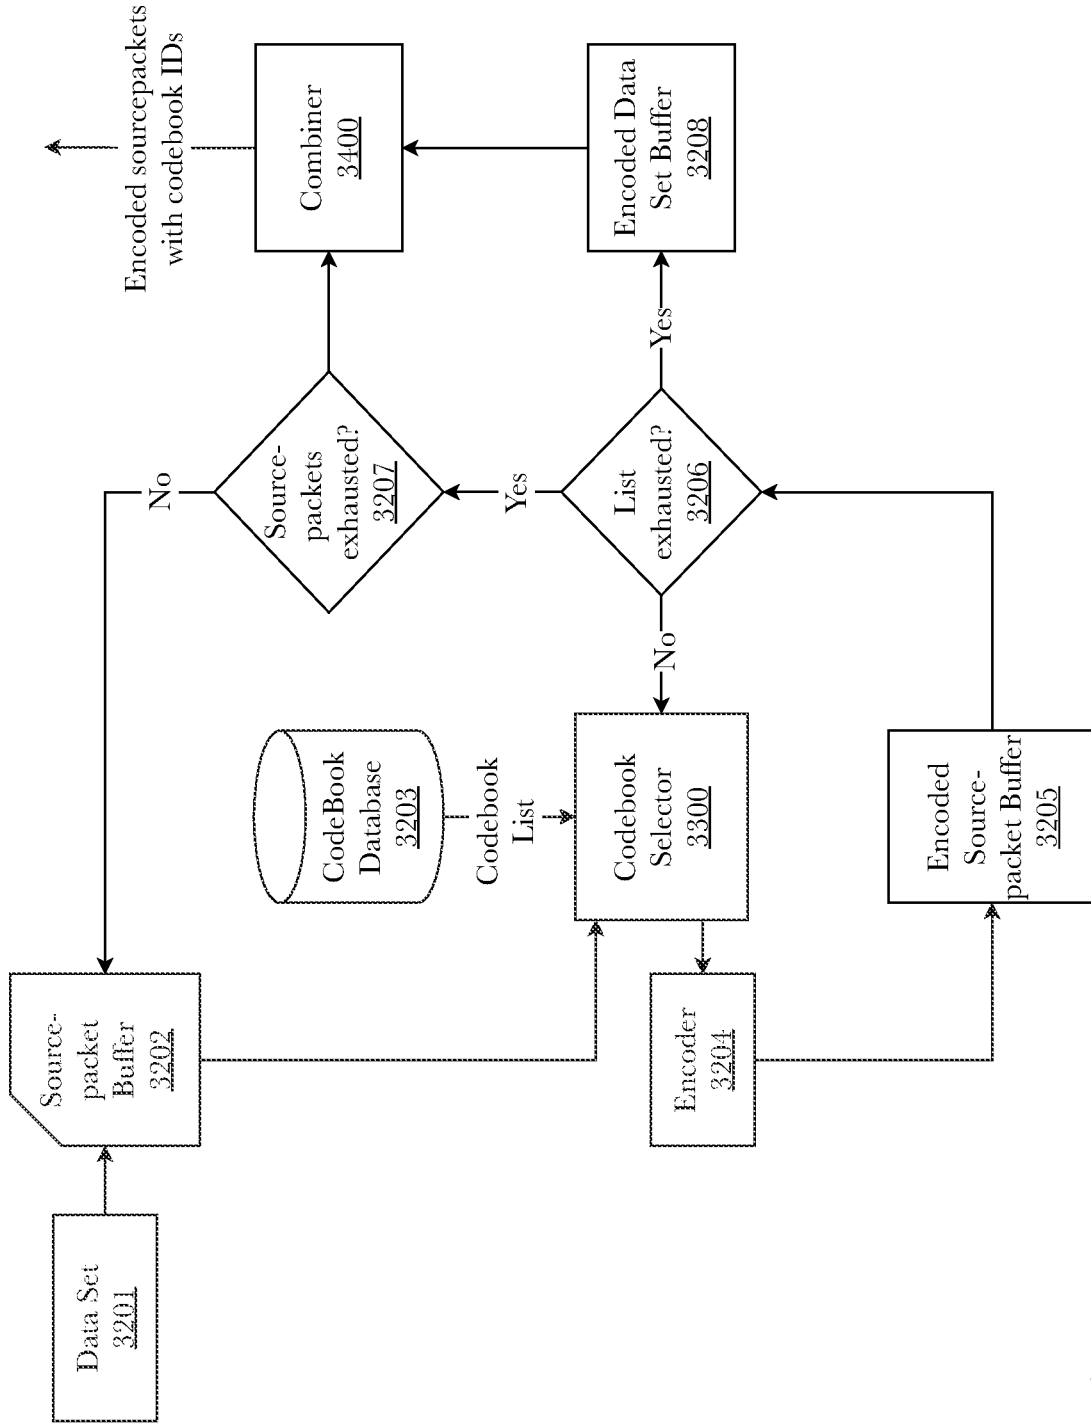 Data Set
3201
Source-
packet
Buffer
3202
CodeBook
Database
3203
Codebook
List
Codebook
Selector
3300
Encoder
3204
Encoded
Source-
packet Buffer
3205
No
List
exhausted?
3206
Yes
Yes
Source-
packets
exhausted?
3207
No
Encoded Data
Set Buffer
3208
Combiner
3400
Encoded sourcepackets
with codebook IDs